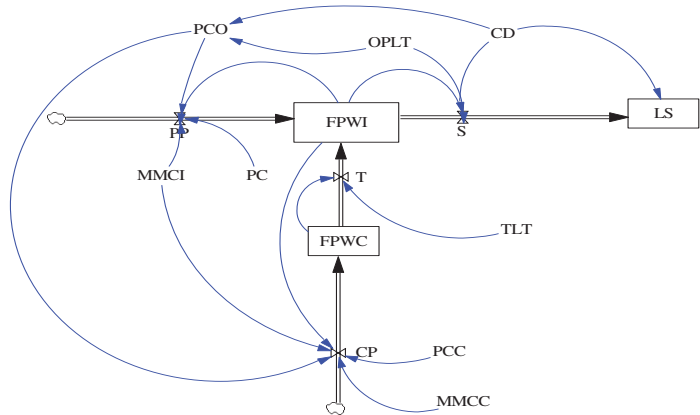 PCO
OPLT
CD
FPWI
LS
PP
S
MMCI
PC
T
TLT
FPWC
CP
PCC
MMCC